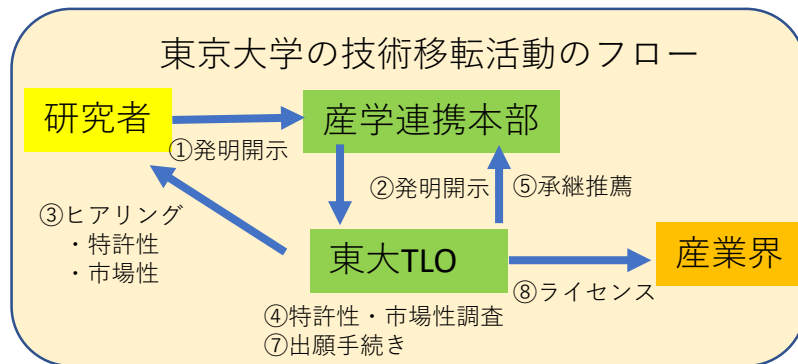 東京大学の技術移転活動のフロー
研究者
産学連携本部
①発明開示
②発明開示
⑤承継推薦
③ヒアリング
・特許性
・市場性
東大TLO
産業界
⑧ライセンス
④特許性・市場性調査
⑦出願手続き